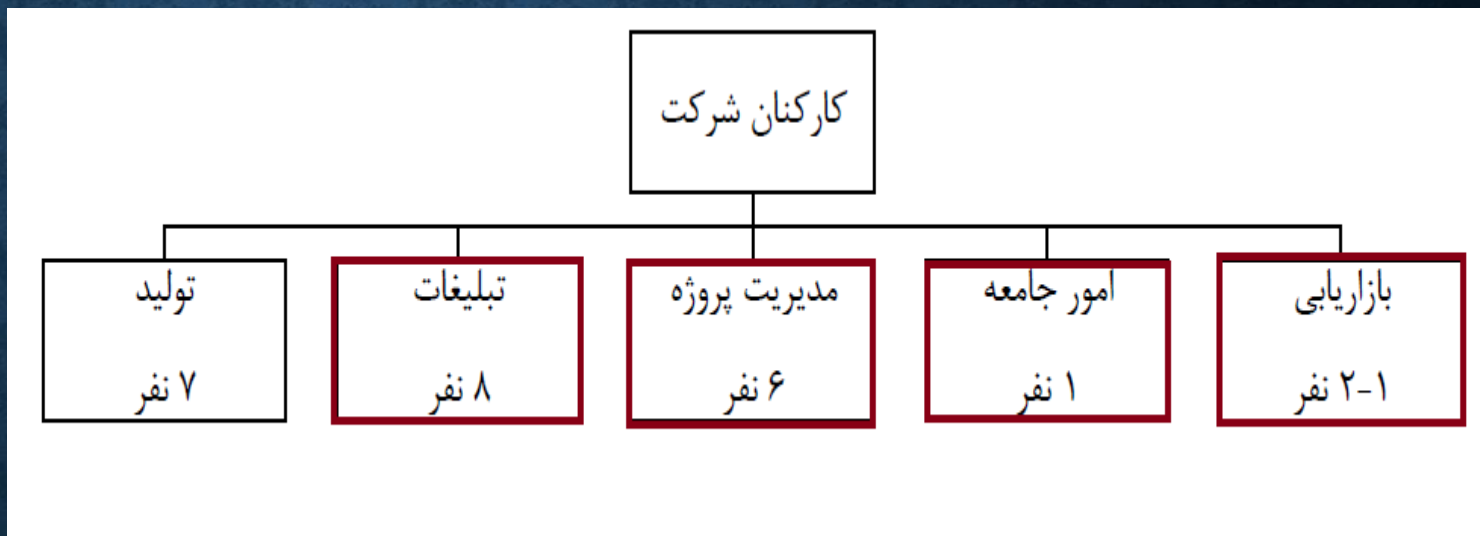 کارکنان شرکت
بازاریابی
۲-۱ نفر
امور جامعه
۱ نفر
مدیریت پروژه
۶ نفر
تبلیغات
۸ نفر
تولید
۷ نفر